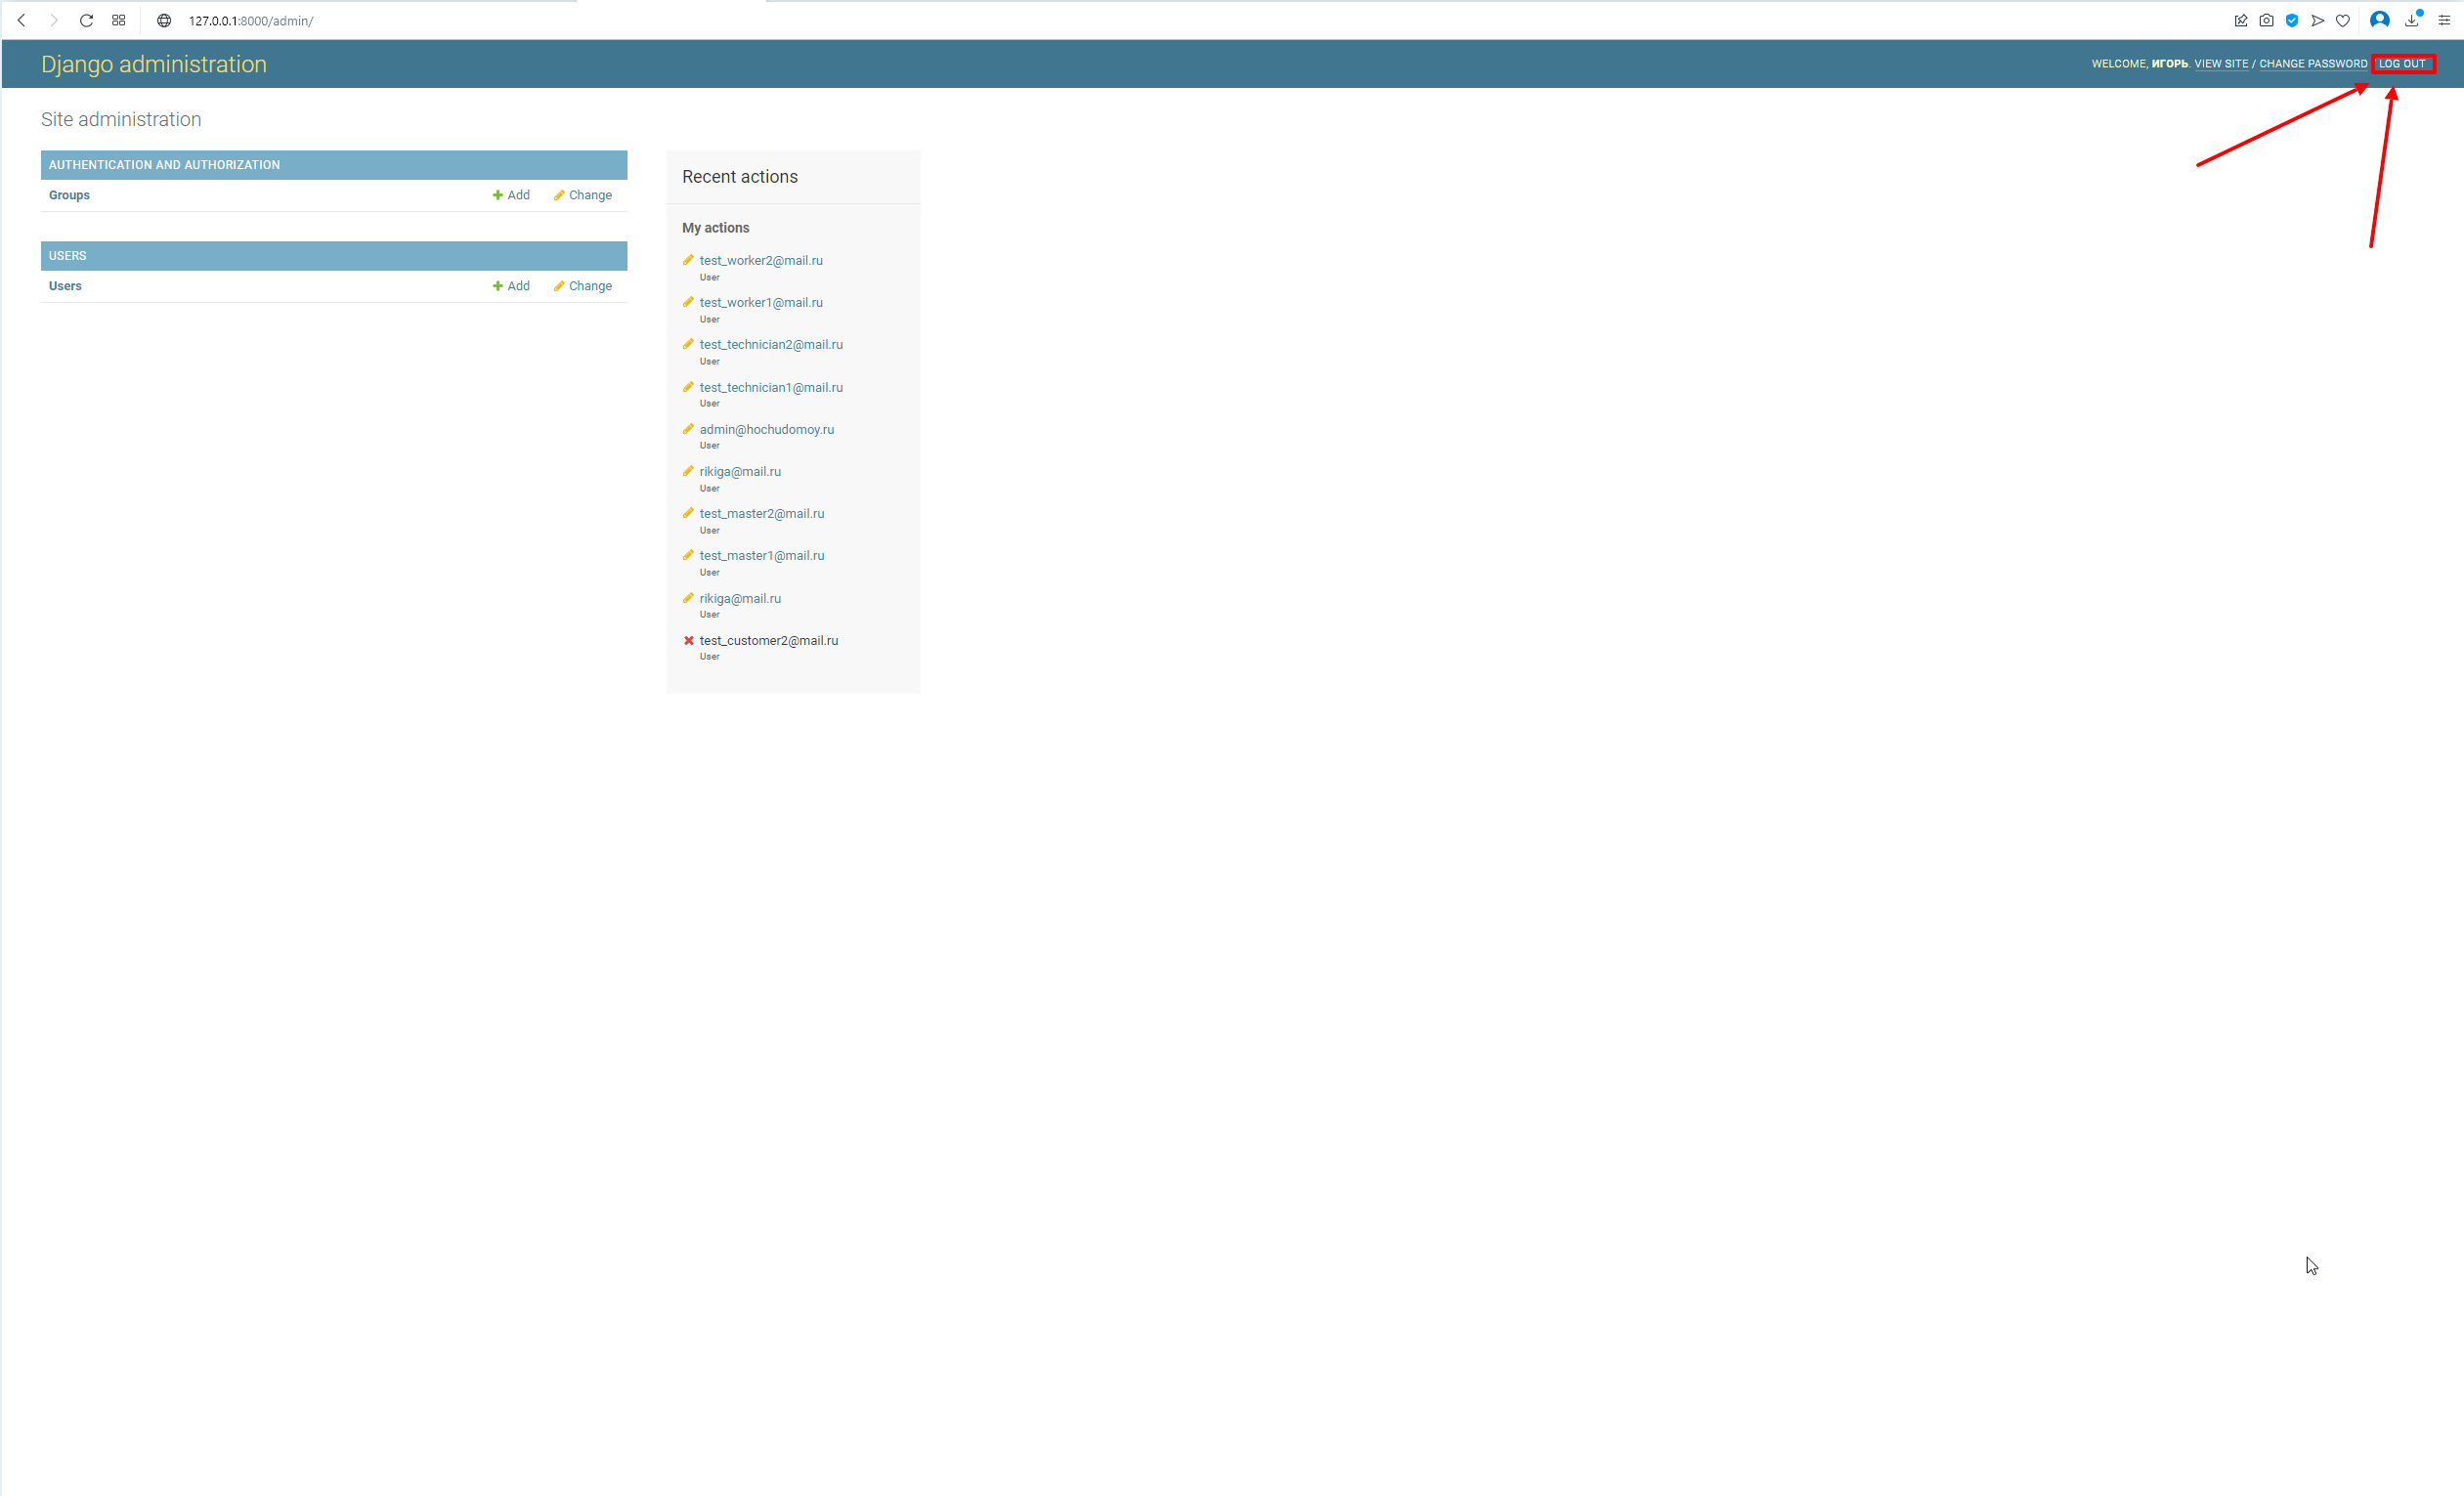 127.0.0.1:8000/admin/
Django administration
WELCOME, ИГОРЬ. VIEW SITE / CHANGE PASSWORD LOG OUT
Site administration
AUTHENTICATION AND AUTHORIZATION
Groups Add Change
USERS
Users Add Change
Recent actions
My actions
test_worker2@mail.ru
User
test_worker1@mail.ru
User
test_technician2@mail.ru
User
test_technician1@mail.ru
User
admin@hochudomoy.ru
User
rikiga@mail.ru
User
test_master2@mail.ru
User
test_master1@mail.ru
User
rikiga@mail.ru
User
test_customer2@mail.ru
User